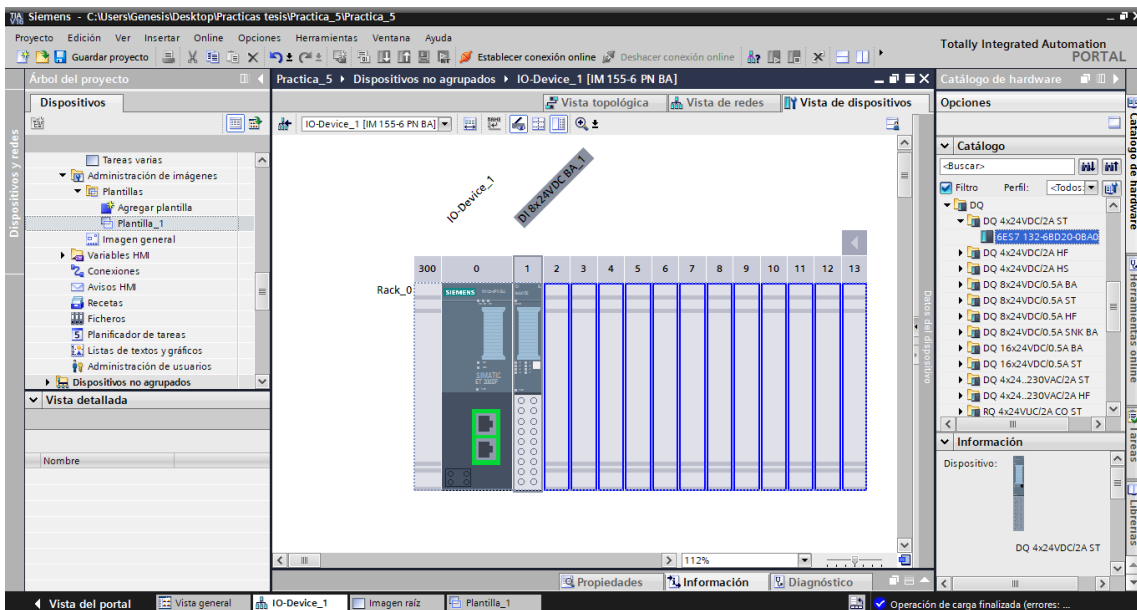 Siemens - C:\Users\Genesis\Desktop\Practicas tesis\Practica_5\Practica_5
Proyecto Edición Ver Insertar Online Opciones Herramientas Ventana Ayuda
Totally Integrated Automation
PORTAL
Guardar proyecto
Establecer conexión online
Deshacer conexión online
Árbol del proyecto
Practica_5 ▸ Dispositivos no agrupados ▸ IO-Device_1 [IM 155-6 PN BA]
Catálogo de hardware
Dispositivos
Vista topológica
Vista de redes
Vista de dispositivos
Opciones
IO-Device_1 [IM 155-6 PN BA]
Dispositivos y redes
Tareas varias
Administración de imágenes
Plantillas
Agregar plantilla
Plantilla_1
Imagen general
Variables HMI
Conexiones
Avisos HMI
Recetas
Ficheros
Planificador de tareas
Listas de textos y gráficos
Administración de usuarios
Dispositivos no agrupados
Vista detallada
Nombre
IO-Device_1
DI 8x24VDC BA_1
300 0 1 2 3 4 5 6 7 8 9 10 11 12 13
Rack_0
SIEMENS
SIMATIC
ET 200SP
Datos del dispositivo
112%
Propiedades
Información
Diagnóstico
Catálogo
<Buscar>
Filtro Perfil: <Todos>
DQ
DQ 4x24VDC/2A ST
6ES7 132-6BD20-0BA0
DQ 4x24VDC/2A HF
DQ 4x24VDC/2A HS
DQ 8x24VDC/0.5A BA
DQ 8x24VDC/0.5A ST
DQ 8x24VDC/0.5A HF
DQ 8x24VDC/0.5A SNK BA
DQ 16x24VDC/0.5A BA
DQ 16x24VDC/0.5A ST
DQ 4x24..230VAC/2A ST
DQ 4x24..230VAC/2A HF
RQ 4x24VUC/2A CO ST
Información
Dispositivo:
DQ 4x24VDC/2A ST
Catálogo de hardware
Herramientas online
Tareas
Librerías
Vista del portal
Vista general
IO-Device_1
Imagen raíz
Plantilla_1
Operación de carga finalizada (errores: ...